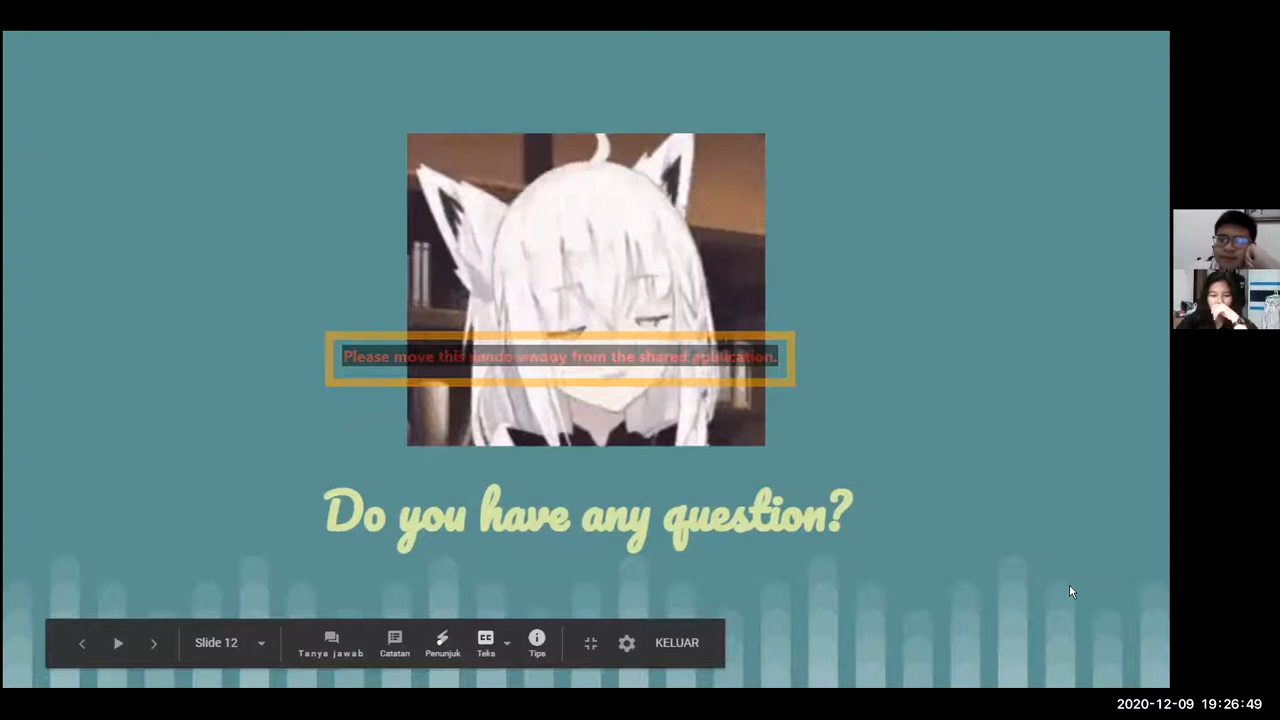 Please move this window away from the shared application.
Do you have any question?
Slide 12
Tanya jawab
Catatan
Penunjuk
Teks
Tips
KELUAR
2020-12-09 19:26:49